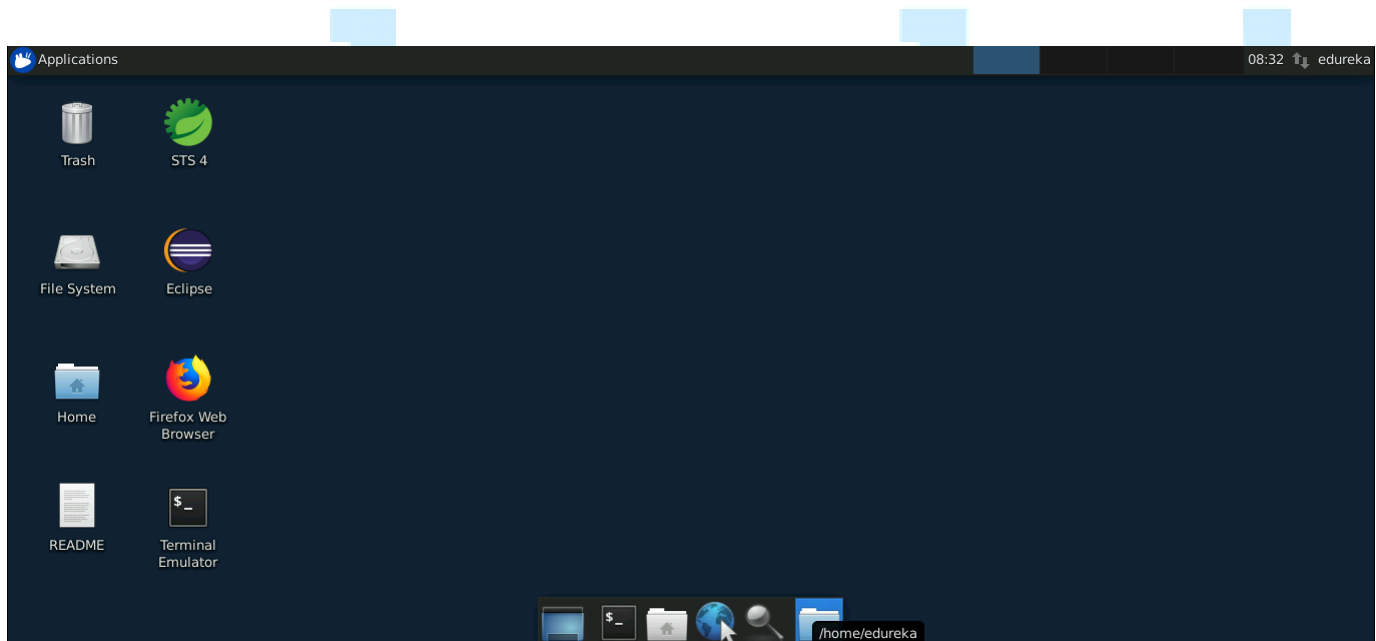 Applications
08:32
edureka
Trash
STS 4
File System
Eclipse
Home
Firefox Web
Browser
README
$_
Terminal
Emulator
$_
/home/edureka